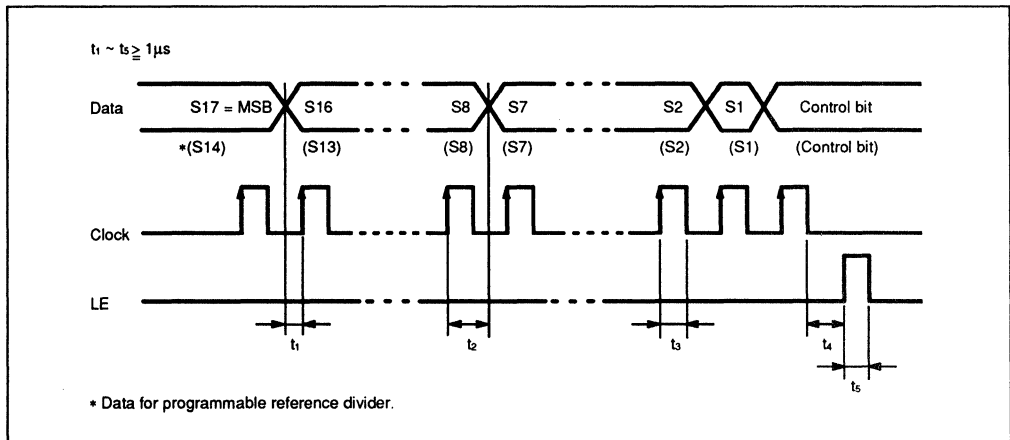 t1 ~ t5 ≧ 1μs
Data S17 = MSB S16 S8 S7 S2 S1 Control bit
*(S14) (S13) (S8) (S7) (S2) (S1) (Control bit)
Clock
LE
t1 t2 t3 t4
t5
* Data for programmable reference divider.